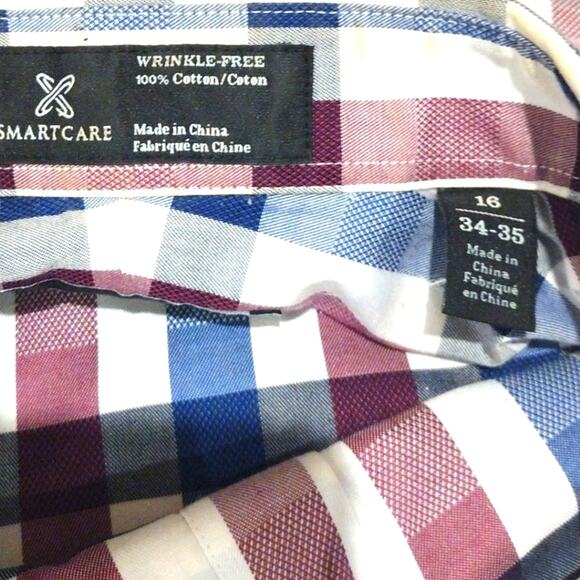 WRINKLE-FREE
100% Cotton/Coton
SMARTCARE
Made in China
Fabriqué en Chine
16
34-35
Made in
China
Fabriqué
en Chine